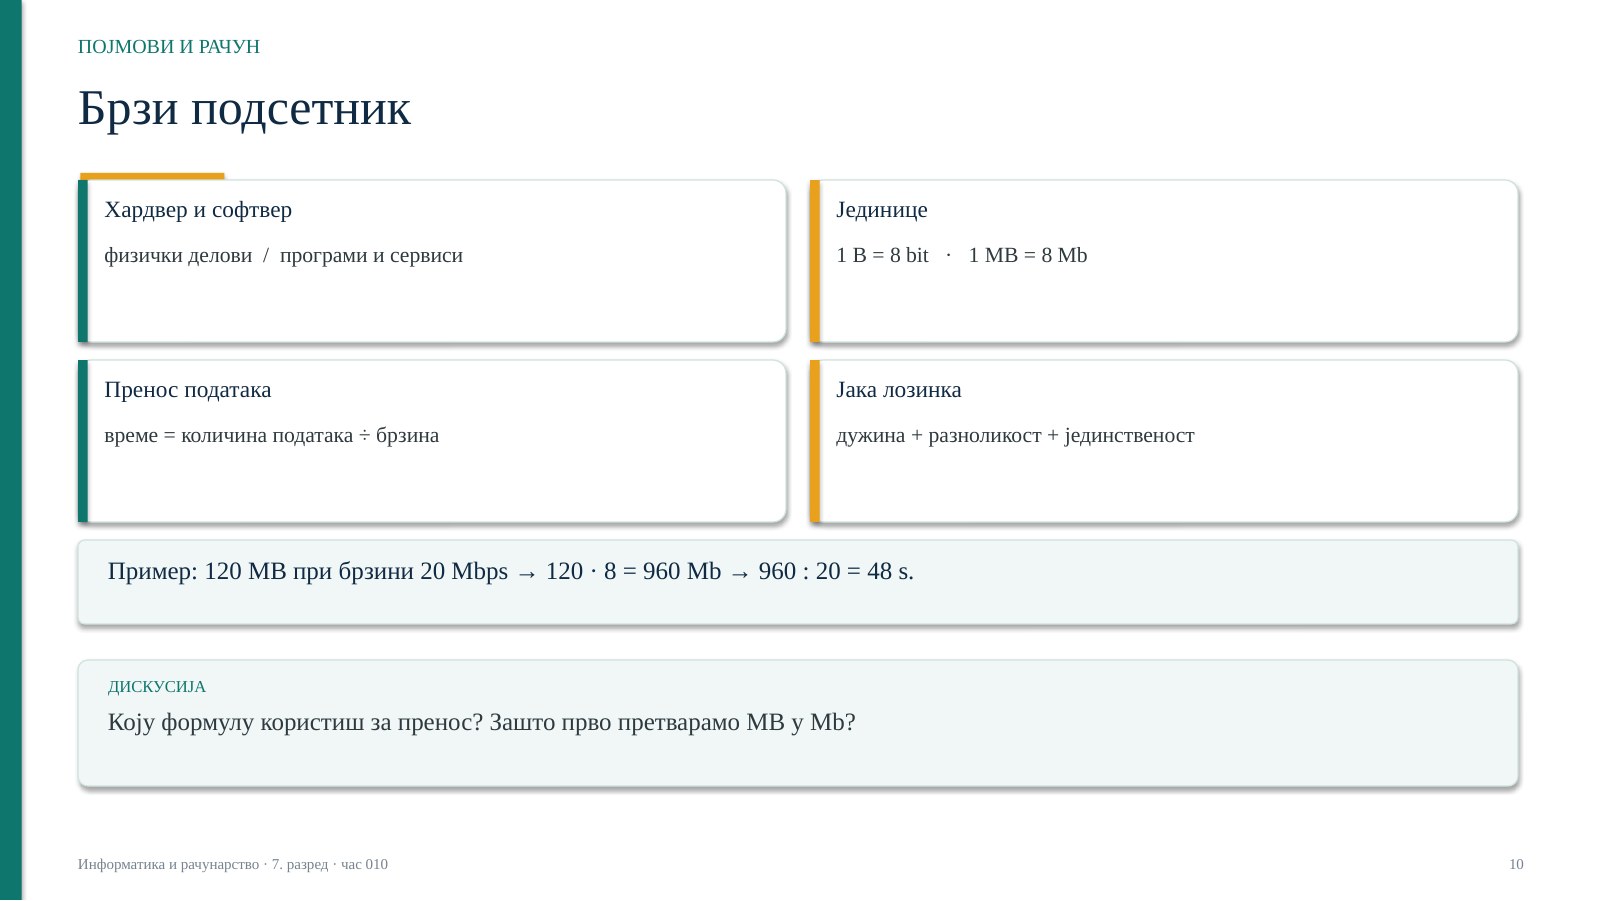 ПОЈМОВИ И РАЧУН
Брзи подсетник
Хардвер и софтвер
физички делови / програми и сервиси
Јединице
1 B = 8 bit · 1 MB = 8 Mb
Пренос података
време = количина података ÷ брзина
Јака лозинка
дужина + разноликост + јединственост
Пример: 120 MB при брзини 20 Mbps → 120 · 8 = 960 Mb → 960 : 20 = 48 s.
ДИСКУСИЈА
Коју формулу користиш за пренос? Зашто прво претварамо MB у Mb?
Информатика и рачунарство · 7. разред · час 010
10